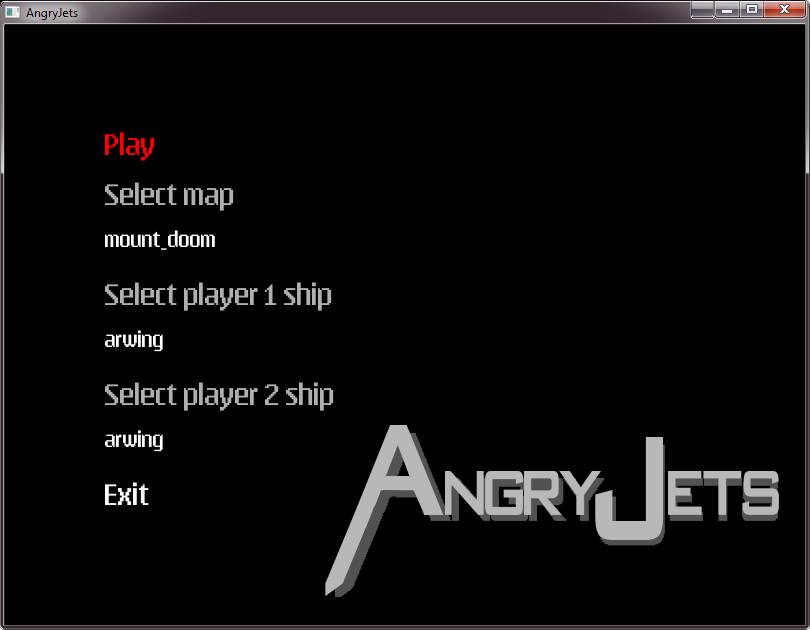 AngryJets
Play
Select map
mount_doom
Select player 1 ship
arwing
Select player 2 ship
arwing
Exit
ANGRYJETS